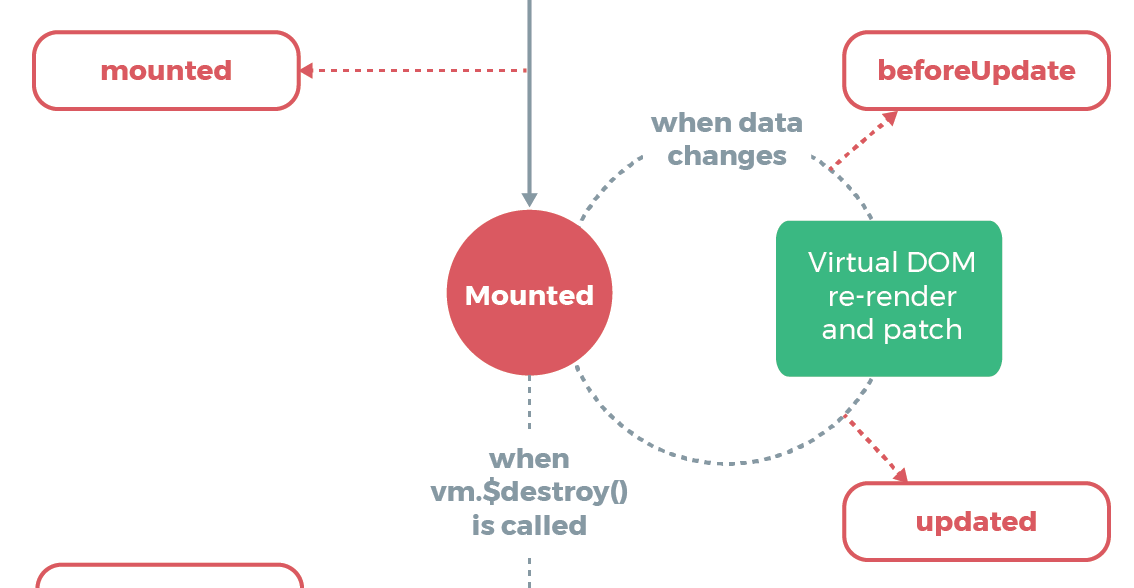 mounted
beforeUpdate
when data
changes
Mounted
Virtual DOM
re-render
and patch
when
vm.$destroy()
is called
updated